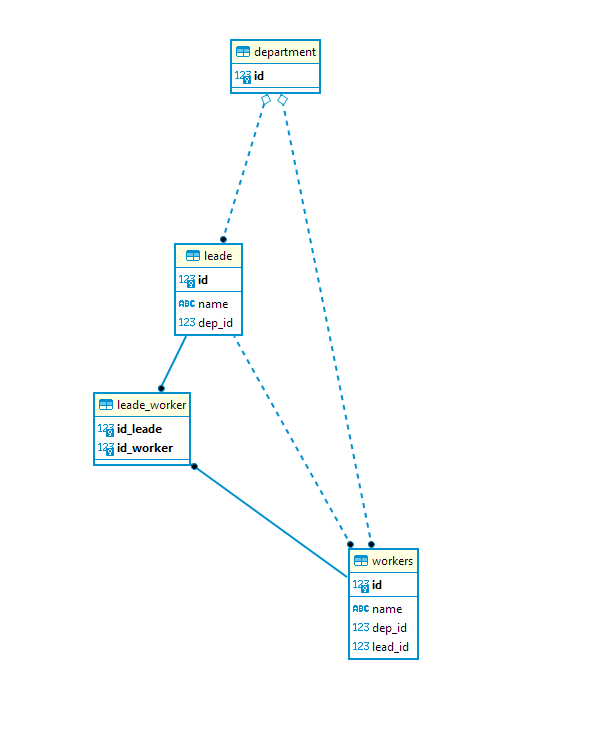 department
123 id
leade
123 id
ABC name
123 dep_id
leade_worker
123 id_leade
123 id_worker
workers
123 id
ABC name
123 dep_id
123 lead_id